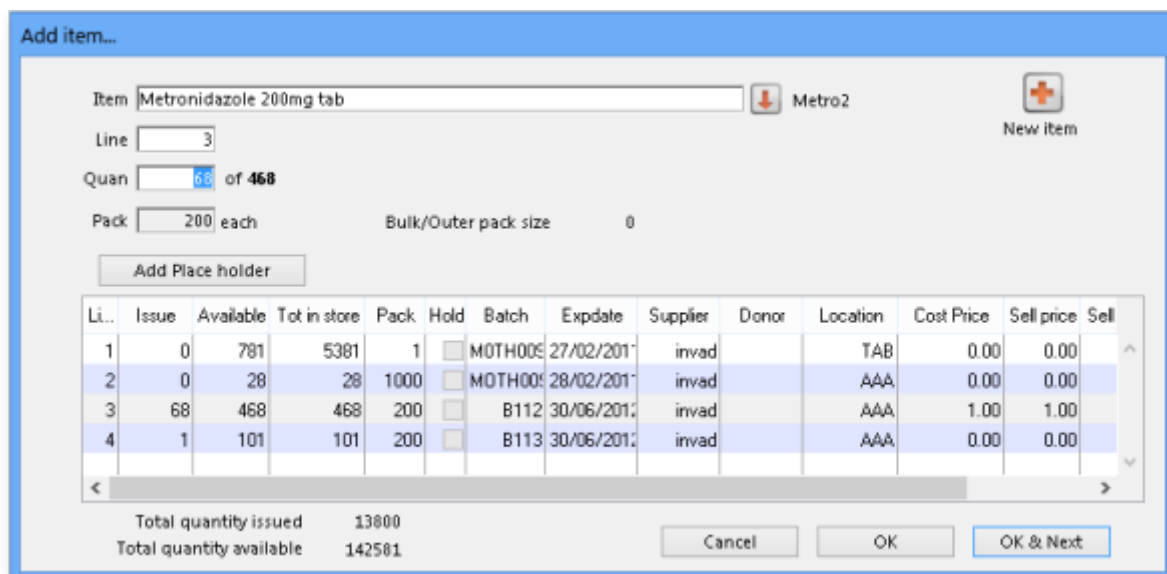 Add item...
Item Metronidazole 200mg tab Metro2
New item
Line 3
Quan 68 of 468
Pack 200 each Bulk/Outer pack size 0
Add Place holder
Li... Issue Available Tot in store Pack Hold Batch Expdate Supplier Donor Location Cost Price Sell price Sell
1 0 781 5381 1 27/02/201 invad TAB 0.00 0.00
2 0 28 28 1000 28/02/201 invad AAA 0.00 0.00
3 68 468 468 200 B112 30/06/2012 invad AAA 1.00 1.00
4 1 101 101 200 B113 30/06/2012 invad AAA 0.00 0.00
Total quantity issued 13800
Total quantity available 142581
Cancel OK OK & Next